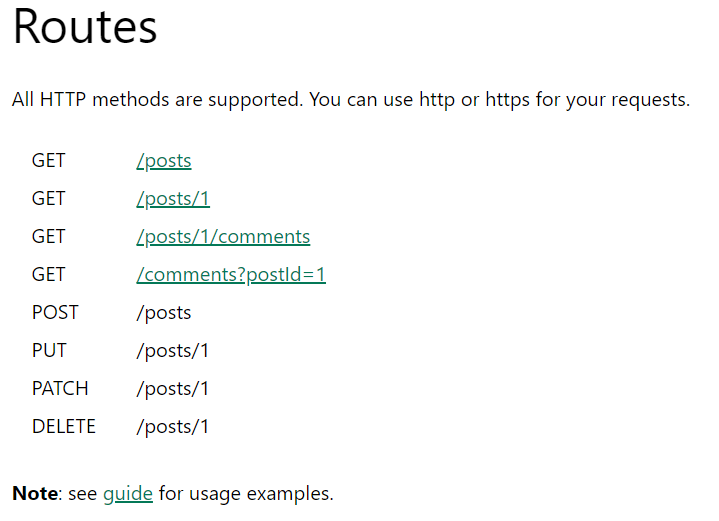 Routes
All HTTP methods are supported. You can use http or https for your requests.
GET /posts
GET /posts/1
GET /posts/1/comments
GET /comments?postId=1
POST /posts
PUT /posts/1
PATCH /posts/1
DELETE /posts/1
Note: see guide for usage examples.